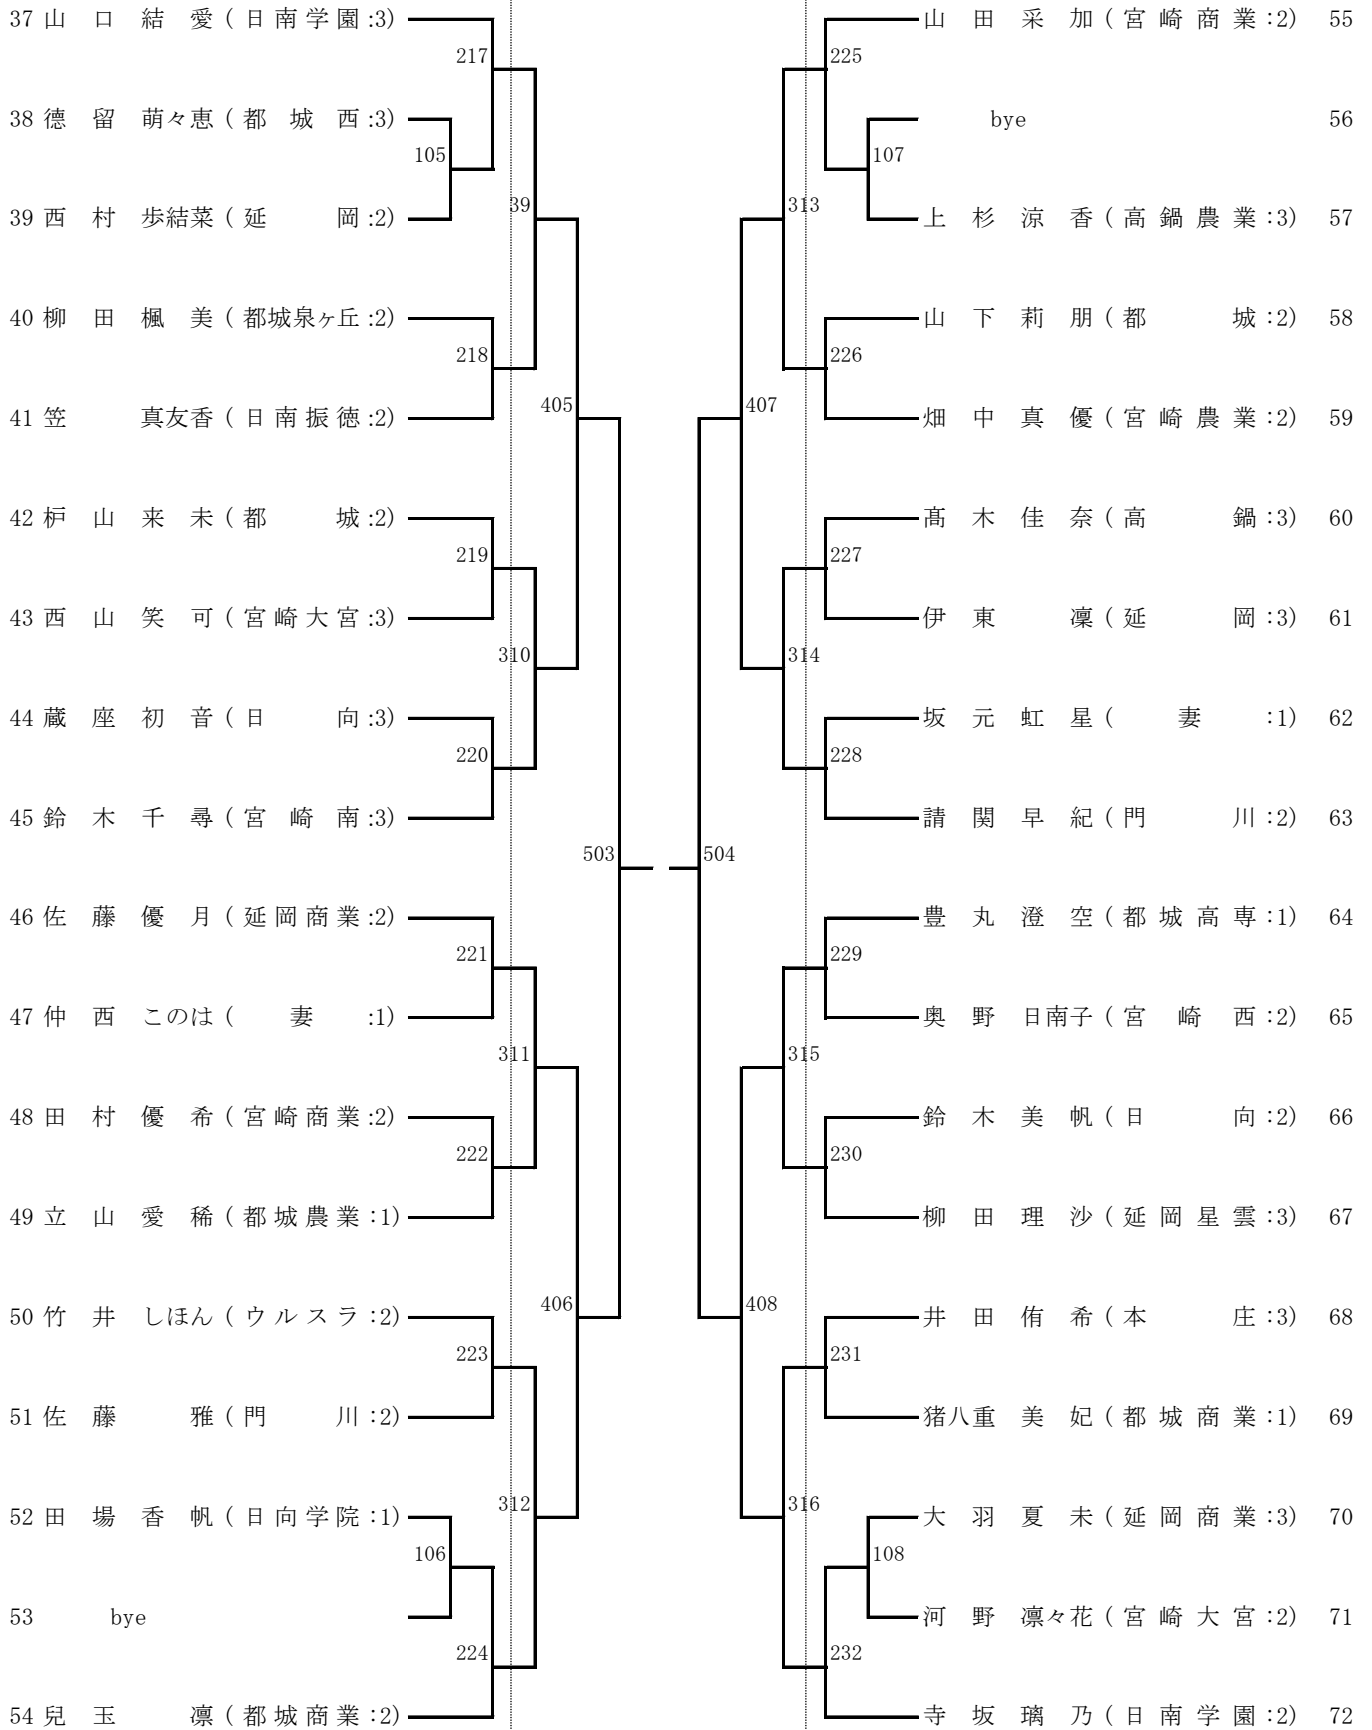 37 山 口 結 愛 ( 日 南 学 園 :3)
217
38 德 留 萌々恵 ( 都 城 西 :3)
105
39 西 村 歩結菜 ( 延 岡 :2)
39
40 柳 田 楓 美 ( 都城泉ヶ丘 :2)
218
41 笠 真友香 ( 日 南 振 徳 :2)
405
42 枦 山 来 未 ( 都 城 :2)
219
43 西 山 笑 可 ( 宮 崎 大 宮 :3)
310
44 蔵 座 初 音 ( 日 向 :3)
220
45 鈴 木 千 尋 ( 宮 崎 南 :3)
503
46 佐 藤 優 月 ( 延 岡 商 業 :2)
221
47 仲 西 このは ( 妻 :1)
311
48 田 村 優 希 ( 宮 崎 商 業 :2)
222
49 立 山 愛 稀 ( 都 城 農 業 :1)
406
50 竹 井 しほん ( ウ ル ス ラ :2)
223
51 佐 藤 雅 ( 門 川 :2)
312
52 田 場 香 帆 ( 日 向 学 院 :1)
106
53 bye
224
54 兒 玉 凛 ( 都 城 商 業 :2)
山 田 采 加 ( 宮 崎 商 業 :2) 55
225
bye 56
107
上 杉 涼 香 ( 高 鍋 農 業 :3) 57
313
山 下 莉 朋 ( 都 城 :2) 58
226
畑 中 真 優 ( 宮 崎 農 業 :2) 59
407
髙 木 佳 奈 ( 高 鍋 :3) 60
227
伊 東 凜 ( 延 岡 :3) 61
314
坂 元 虹 星 ( 妻 :1) 62
228
請 関 早 紀 ( 門 川 :2) 63
504
豊 丸 澄 空 ( 都 城 高 専 :1) 64
229
奥 野 日南子 ( 宮 崎 西 :2) 65
315
鈴 木 美 帆 ( 日 向 :2) 66
230
柳 田 理 沙 ( 延 岡 星 雲 :3) 67
408
井 田 侑 希 ( 本 庄 :3) 68
231
猪八重 美 妃 ( 都 城 商 業 :1) 69
316
大 羽 夏 未 ( 延 岡 商 業 :3) 70
108
河 野 凛々花 ( 宮 崎 大 宮 :2) 71
232
寺 坂 璃 乃 ( 日 南 学 園 :2) 72